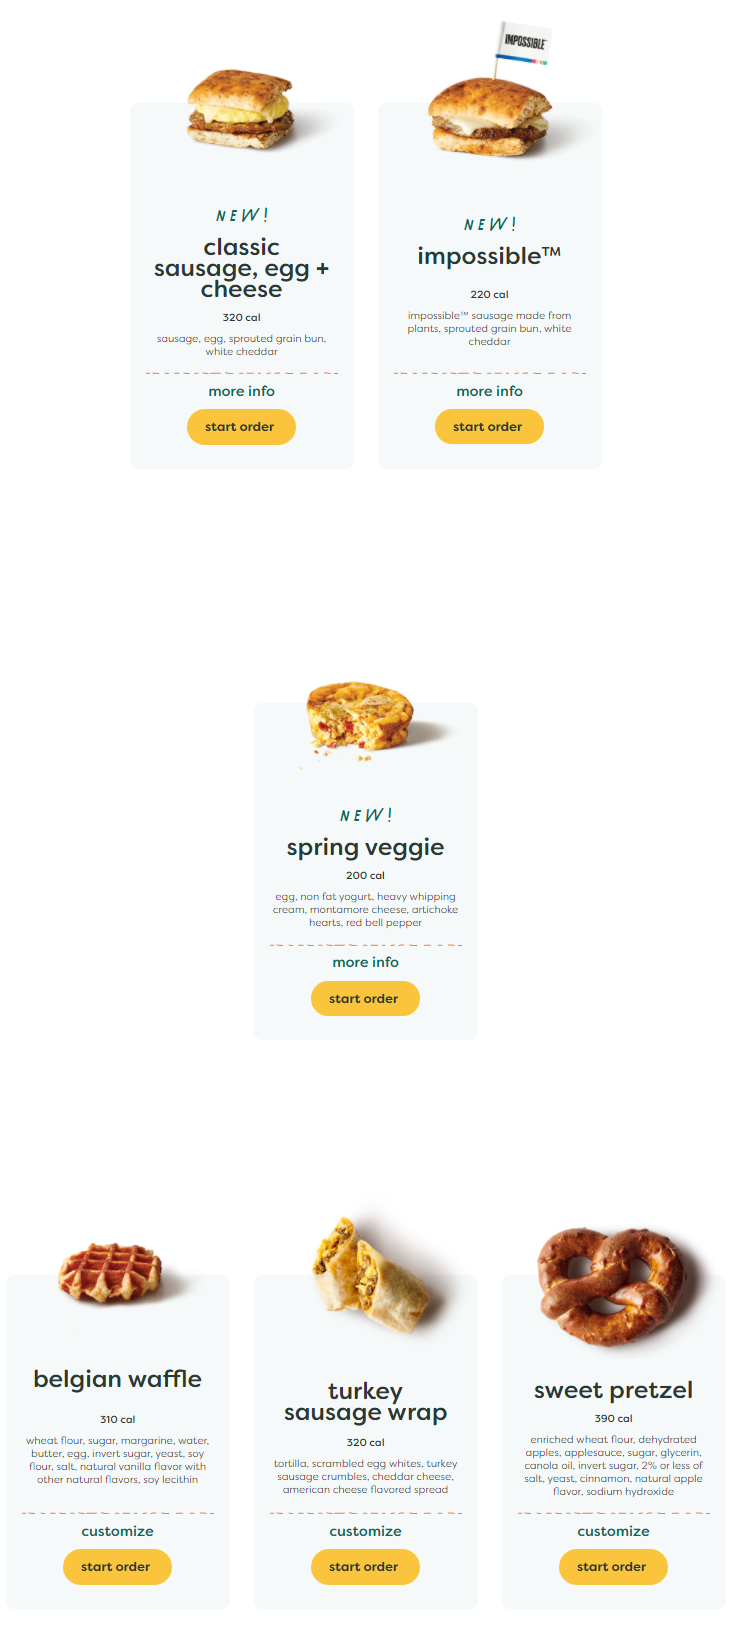 IMPOSSIBLE
NEW!
classic
sausage, egg +
cheese
320 cal
sausage, egg, sprouted grain bun,
white cheddar
more info
start order
NEW!
impossible™
220 cal
impossible™ sausage made from
plants, sprouted grain bun, white
cheddar
more info
start order
NEW!
spring veggie
200 cal
egg, non fat yogurt, heavy whipping
cream, montamore cheese, artichoke
hearts, red bell pepper
more info
start order
belgian waffle
310 cal
wheat flour, sugar, margarine, water,
butter, egg, invert sugar, yeast, soy
flour, salt, natural vanilla flavor with
other natural flavors, soy lecithin
customize
start order
turkey
sausage wrap
320 cal
tortilla, scrambled egg whites, turkey
sausage crumbles, cheddar cheese,
american cheese flavored spread
customize
start order
sweet pretzel
390 cal
enriched wheat flour, dehydrated
apples, applesauce, sugar, glycerin,
canola oil, invert sugar, 2% or less of
salt, yeast, cinnamon, natural apple
flavor, sodium hydroxide
customize
start order